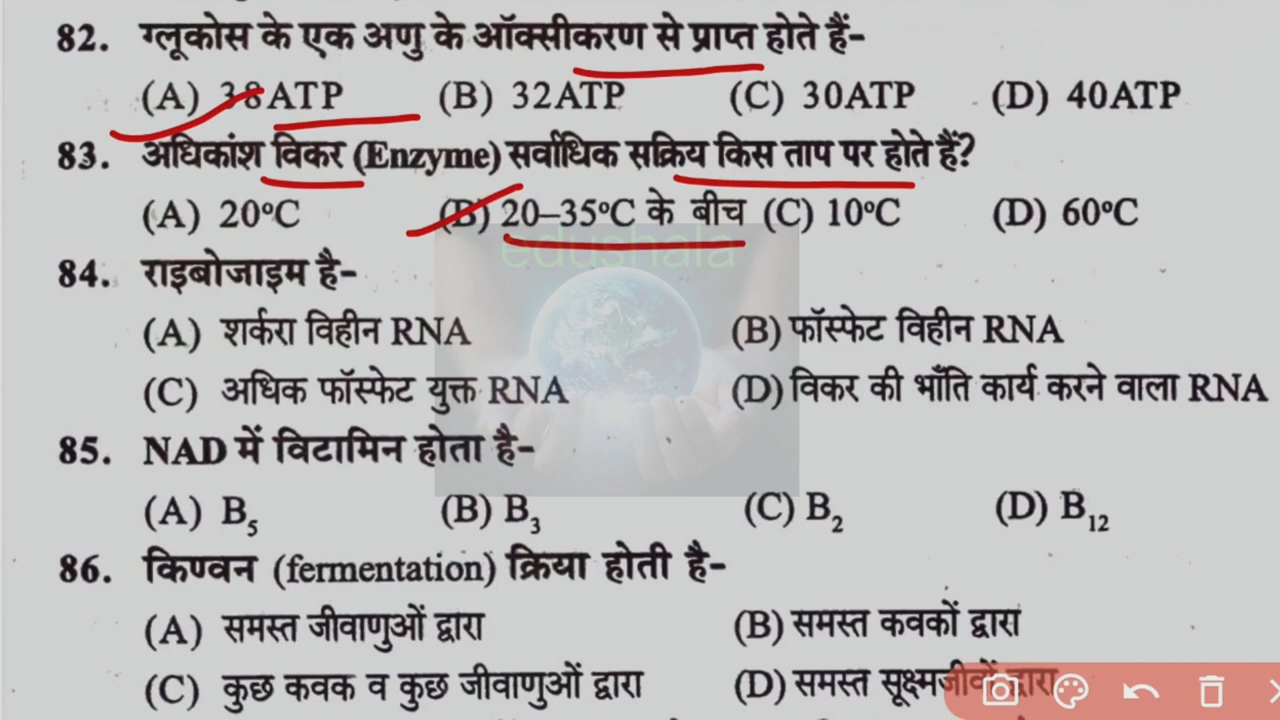 82. ग्लूकोस के एक अणु के ऑक्सीकरण से प्राप्त होते हैं-
(A) 38ATP (B) 32ATP (C) 30ATP (D) 40ATP
83. अधिकांश विकर (Enzyme) सर्वाधिक सक्रिय किस ताप पर होते हैं?
(A) 20°C (B) 20–35°C के बीच (C) 10°C (D) 60°C
edushala
84. राइबोजाइम है-
(A) शर्करा विहीन RNA (B) फॉस्फेट विहीन RNA
(C) अधिक फॉस्फेट युक्त RNA (D) विकर की भाँति कार्य करने वाला RNA
85. NAD में विटामिन होता है-
(A) B₅ (B) B₃ (C) B₂ (D) B₁₂
86. किण्वन (fermentation) क्रिया होती है-
(A) समस्त जीवाणुओं द्वारा (B) समस्त कवकों द्वारा
(C) कुछ कवक व कुछ जीवाणुओं द्वारा (D) समस्त सूक्ष्मजीवों द्वारा